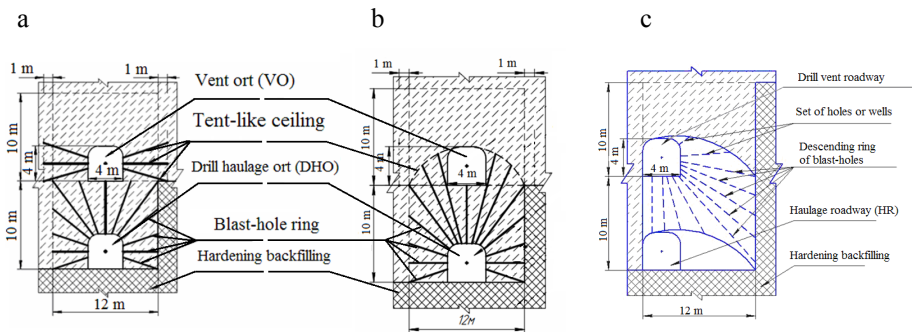 a
b
c
1 m
1 m
1 m
1 m
Vent ort (VO)
Tent-like ceiling
Drill haulage ort (DHO)
Blast-hole ring
Hardening backfilling
10 m
4 m
4 m
10 m
12 m
10 m
4 m
4 m
10 m
12м
10 m
4 m
4 m
10 m
12 m
Drill vent roadway
Set of holes or wells
Descending ring
of blast-holes
Haulage roadway (HR)
Hardening backfilling